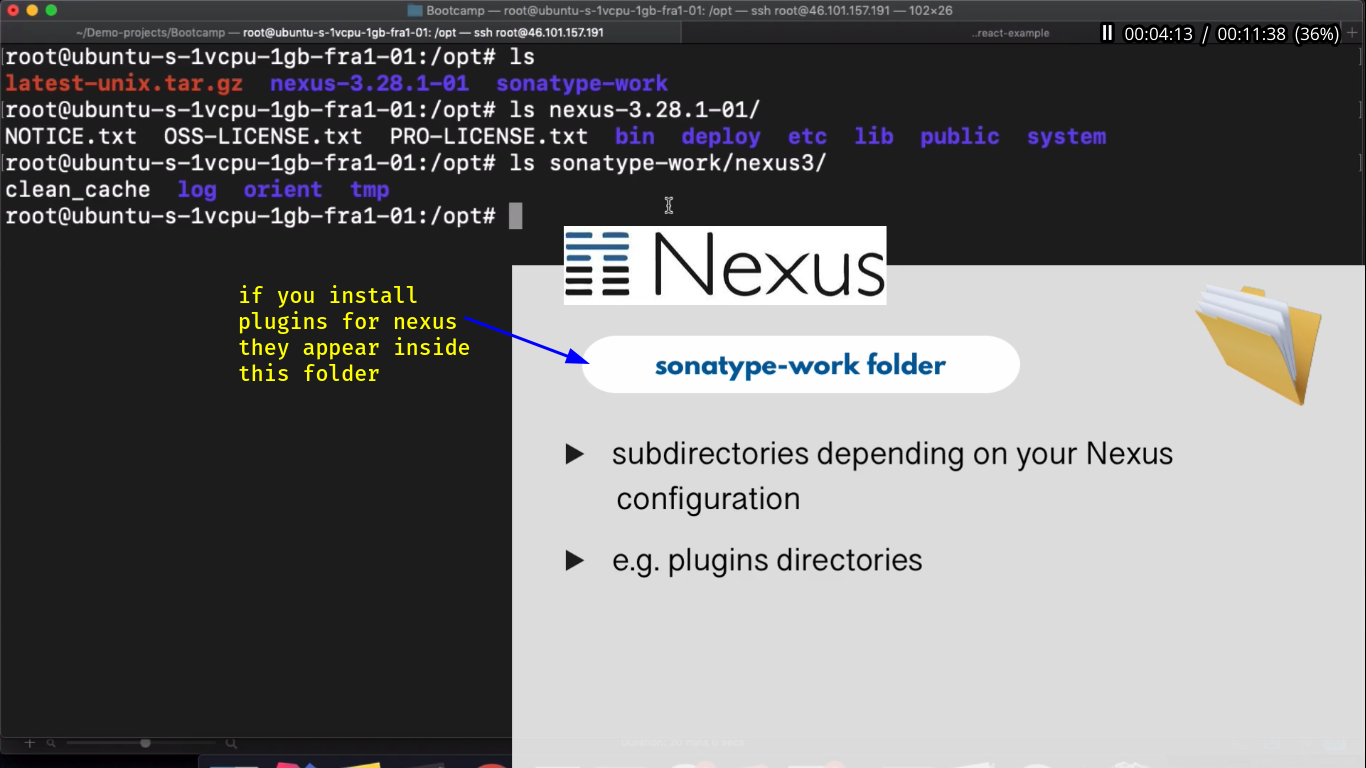 Bootcamp — root@ubuntu-s-1vcpu-1gb-fra1-01: /opt — ssh root@46.101.157.191 — 102×26
~/Demo-projects/Bootcamp — root@ubuntu-s-1vcpu-1gb-fra1-01: /opt — ssh root@46.101.157.191
..react-example
00:04:13 / 00:11:38 (36%)
root@ubuntu-s-1vcpu-1gb-fra1-01:/opt# ls
latest-unix.tar.gz nexus-3.28.1-01 sonatype-work
root@ubuntu-s-1vcpu-1gb-fra1-01:/opt# ls nexus-3.28.1-01/
NOTICE.txt OSS-LICENSE.txt PRO-LICENSE.txt bin deploy etc lib public system
root@ubuntu-s-1vcpu-1gb-fra1-01:/opt# ls sonatype-work/nexus3/
clean_cache log orient tmp
root@ubuntu-s-1vcpu-1gb-fra1-01:/opt#
Nexus
if you install
plugins for nexus
they appear inside
this folder
sonatype-work folder
subdirectories depending on your Nexus
configuration
e.g. plugins directories